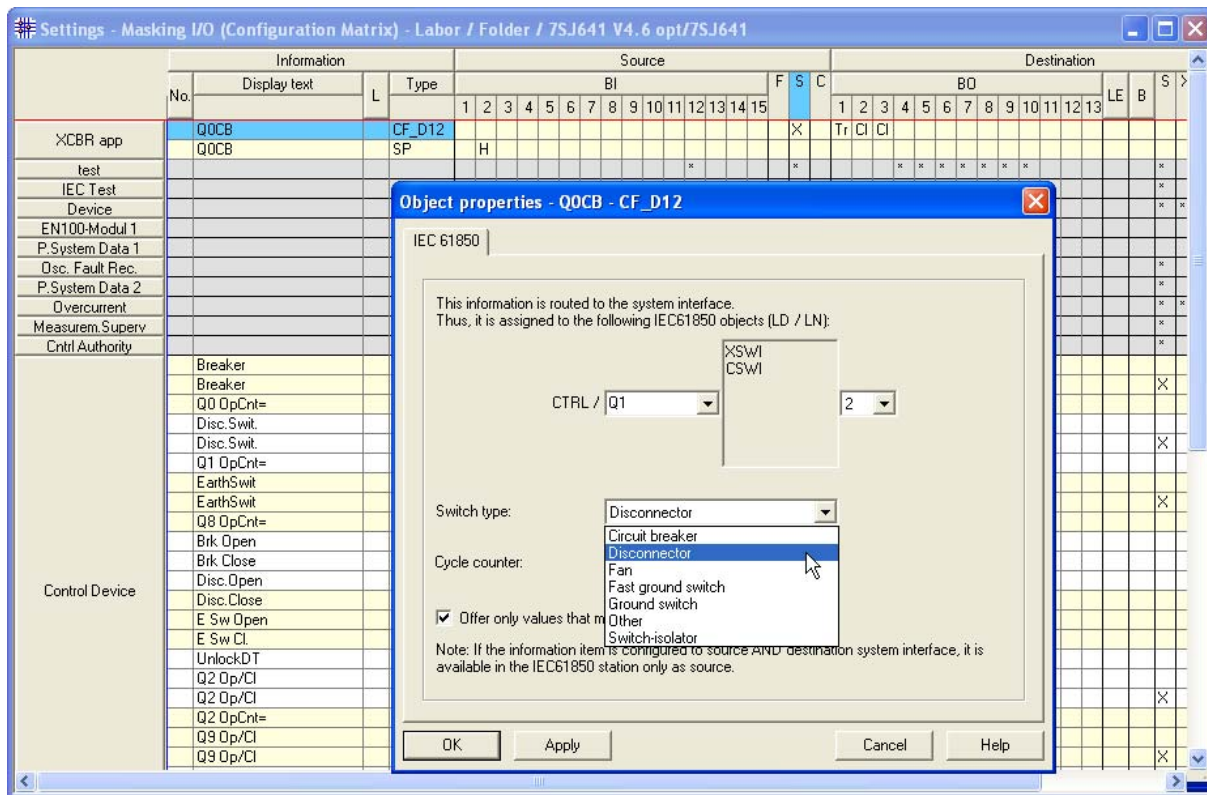 Settings - Masking I/O (Configuration Matrix) - Labor / Folder / 7SJ641 V4.6 opt/7SJ641
Information Source Destination
No. Display text L Type BI F S C BO LE B S X
1 2 3 4 5 6 7 8 9 10 11 12 13 14 15 1 2 3 4 5 6 7 8 9 10 11 12 13
XCBR app
Q0CB CF_D12 X Tr Cl Cl
Q0CB SP H
test * * * * * * * * * *
IEC Test *
Device * *
EN100-Modul 1
P.System Data 1
Osc. Fault Rec. *
P.System Data 2 *
Overcurrent * *
Measurem.Superv *
Cntrl Authority *
Control Device
Breaker
Breaker X
Q0 OpCnt=
Disc.Swit.
Disc.Swit. X
Q1 OpCnt=
EarthSwit
EarthSwit X
Q8 OpCnt=
Brk Open
Brk Close
Disc.Open
Disc.Close
E Sw Open
E Sw Cl.
UnlockDT
Q2 Op/Cl
Q2 Op/Cl X
Q2 OpCnt=
Q9 Op/Cl
Q9 Op/Cl X
Object properties - Q0CB - CF_D12
IEC 61850
This information is routed to the system interface.
Thus, it is assigned to the following IEC61850 objects (LD / LN):
XSWI
CSWI
CTRL / Q1 2
Switch type: Disconnector
Circuit breaker
Disconnector
Fan
Fast ground switch
Ground switch
Other
Switch-isolator
Cycle counter:
Offer only values that m
Note: If the information item is configured to source AND destination system interface, it is
available in the IEC61850 station only as source.
OK Apply Cancel Help